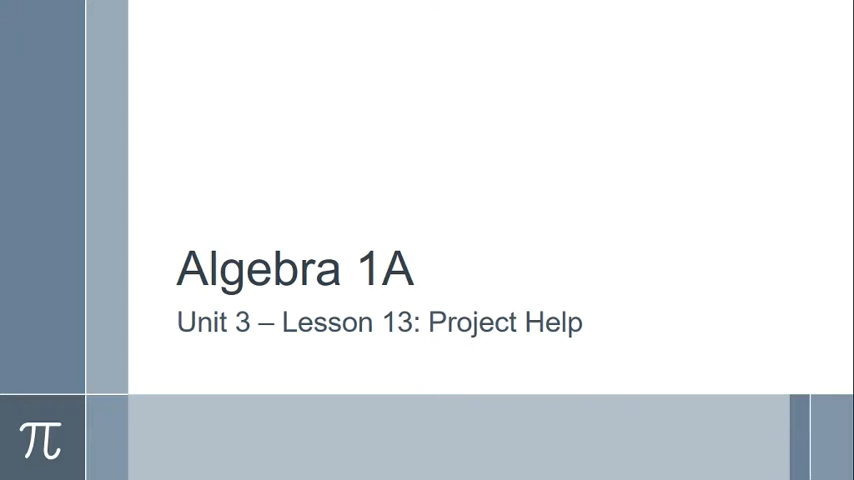 Algebra 1A
Unit 3 – Lesson 13: Project Help
π